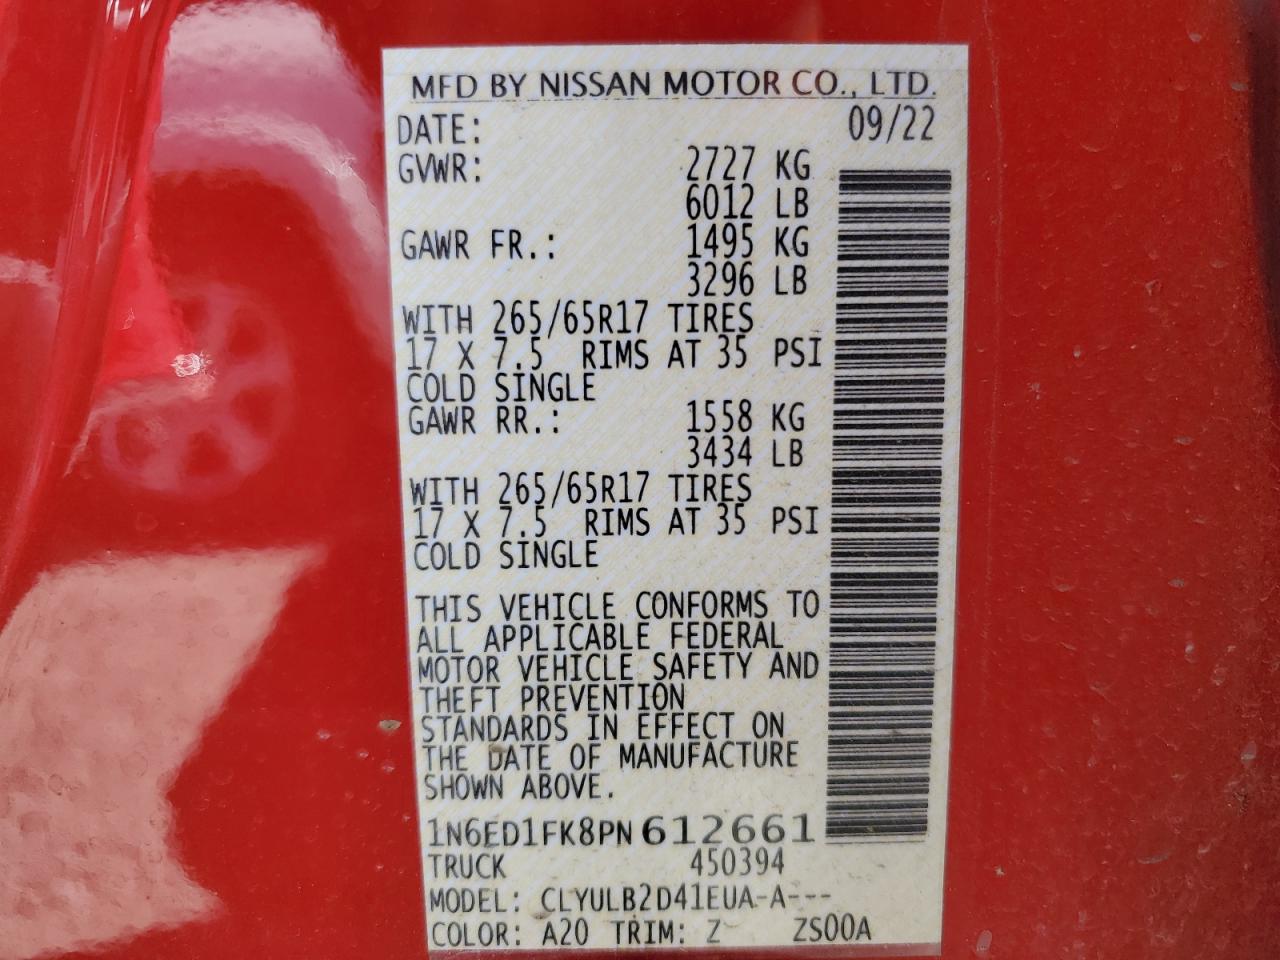 MFD BY NISSAN MOTOR CO., LTD.
DATE: 09/22
GVWR: 2727 KG
6012 LB
GAWR FR.: 1495 KG
3296 LB
WITH 265/65R17 TIRES
17 X 7.5 RIMS AT 35 PSI
COLD SINGLE
GAWR RR.: 1558 KG
3434 LB
WITH 265/65R17 TIRES
17 X 7.5 RIMS AT 35 PSI
COLD SINGLE
THIS VEHICLE CONFORMS TO
ALL APPLICABLE FEDERAL
MOTOR VEHICLE SAFETY AND
THEFT PREVENTION
STANDARDS IN EFFECT ON
THE DATE OF MANUFACTURE
SHOWN ABOVE.
1N6ED1FK8PN612661
TRUCK 450394
MODEL: CLYULB2D41EUA-A---
COLOR: A20 TRIM: Z ZS00A